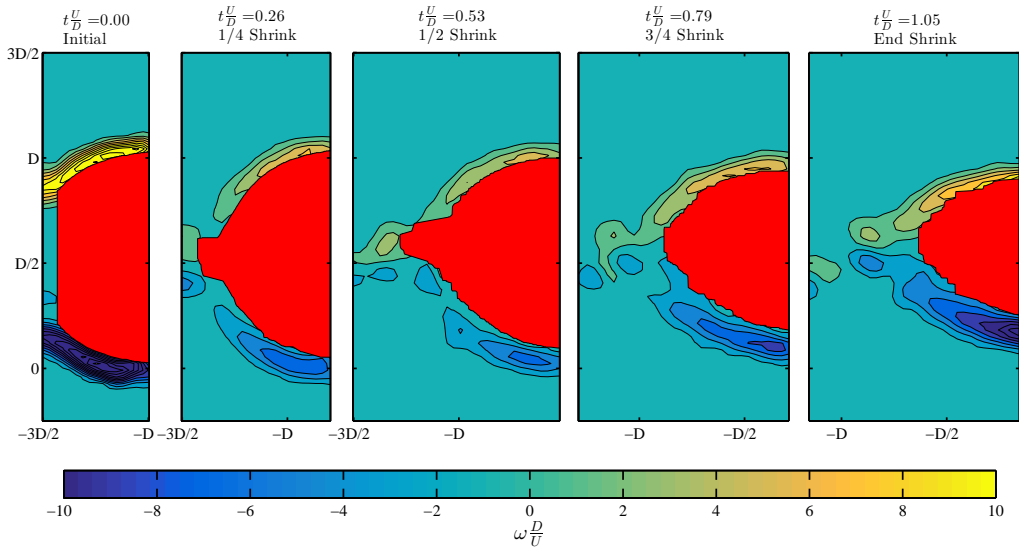 t U/D =0.00
Initial
t U/D =0.26
1/4 Shrink
t U/D =0.53
1/2 Shrink
t U/D =0.79
3/4 Shrink
t U/D =1.05
End Shrink
3D/2
D
D/2
0
−3D/2 −D −3D/2 −D −3D/2 −D −D −D/2 −D/2
−10 −8 −6 −4 −2 0 2 4 6 8 10
ω D/U